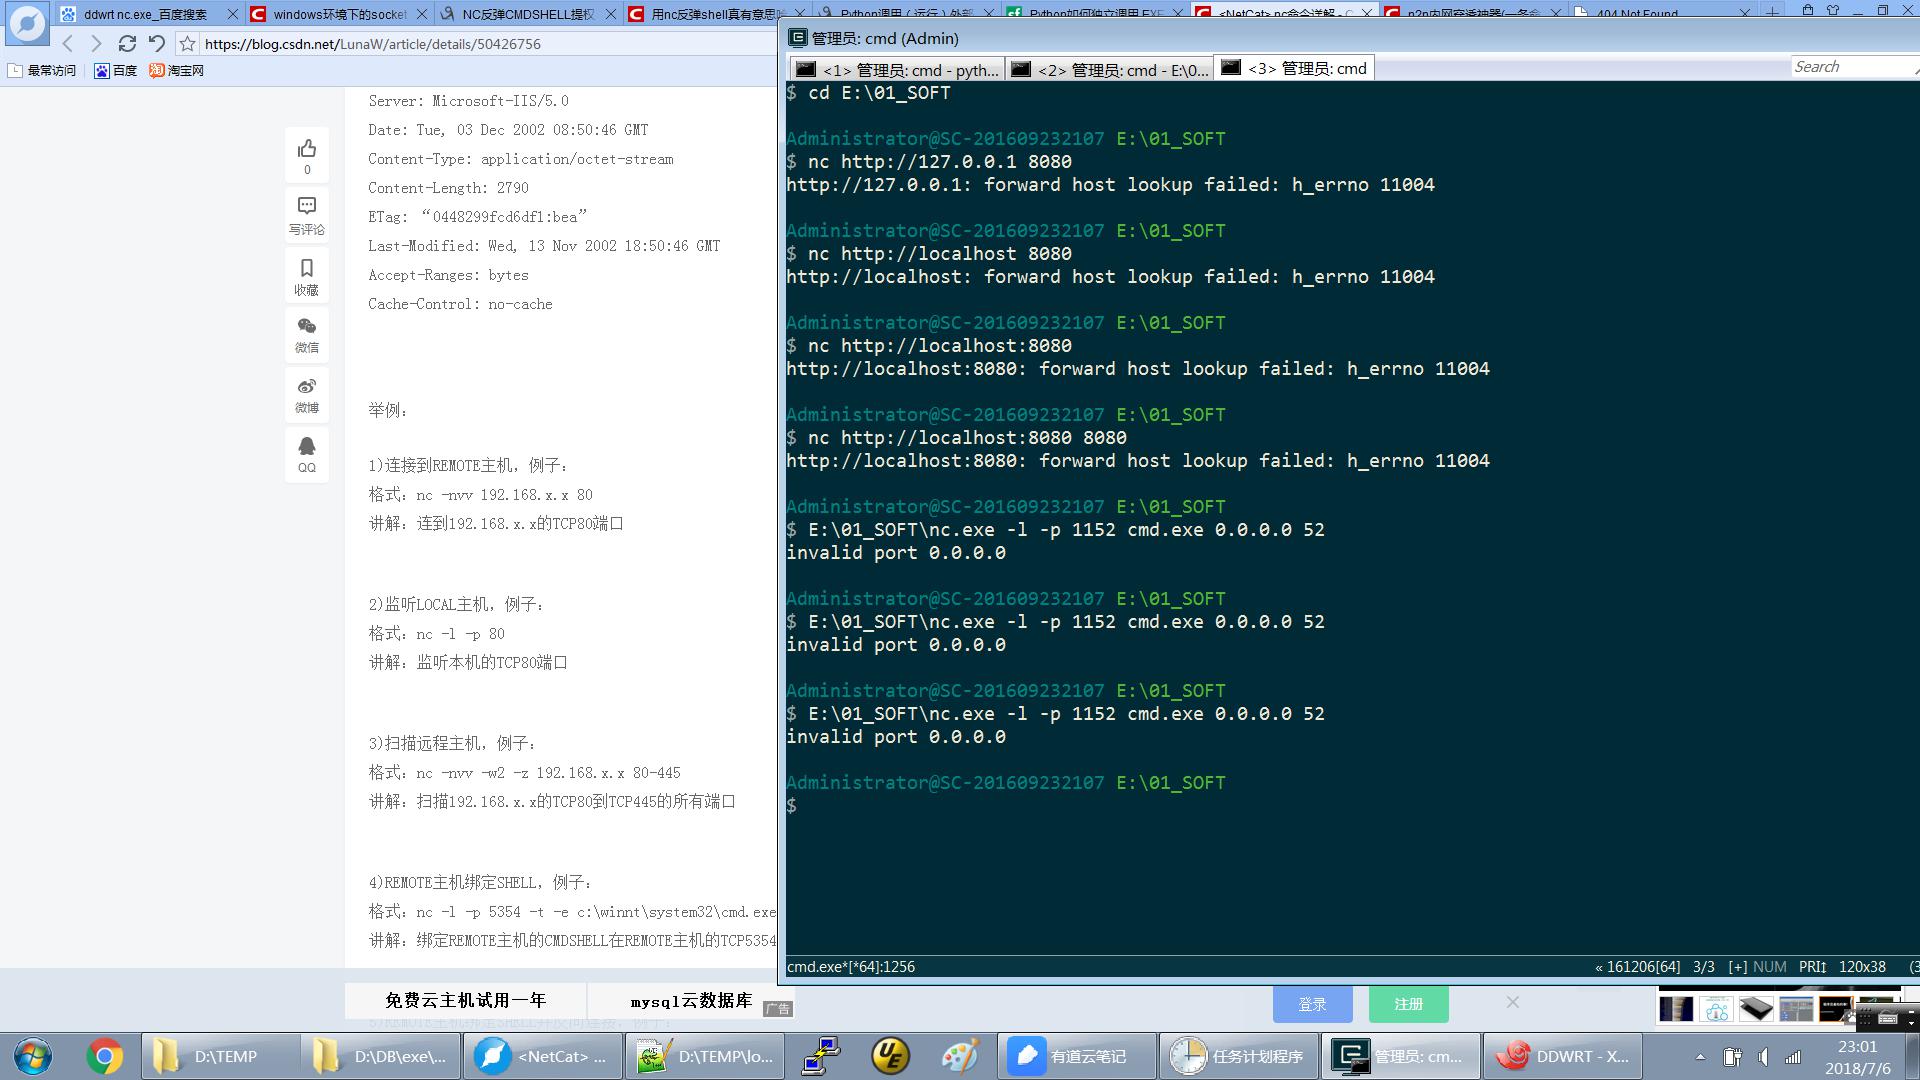 ddwrt nc.exe_百度搜索
windows环境下的socket
NC反弹CMDSHELL提权
用nc反弹shell真有意思
Python调用（运行）外部
Python如何独立调用 EXE
<NetCat> nc命令详解 - C
n2n内网穿透神器(一条命
404 Not Found
https://blog.csdn.net/LunaW/article/details/50426756
最常访问
百度
淘宝网
Server: Microsoft-IIS/5.0
Date: Tue, 03 Dec 2002 08:50:46 GMT
Content-Type: application/octet-stream
Content-Length: 2790
ETag: “0448299fcd6df1:bea”
Last-Modified: Wed, 13 Nov 2002 18:50:46 GMT
Accept-Ranges: bytes
Cache-Control: no-cache
0
写评论
收藏
微信
微博
QQ
举例：
1)连接到REMOTE主机，例子：
格式：nc -nvv 192.168.x.x 80
讲解：连到192.168.x.x的TCP80端口
2)监听LOCAL主机，例子：
格式：nc -l -p 80
讲解：监听本机的TCP80端口
3)扫描远程主机，例子：
格式：nc -nvv -w2 -z 192.168.x.x 80-445
讲解：扫描192.168.x.x的TCP80到TCP445的所有端口
4)REMOTE主机绑定SHELL，例子：
格式：nc -l -p 5354 -t -e c:\winnt\system32\cmd.exe
讲解：绑定REMOTE主机的CMDSHELL在REMOTE主机的TCP5354
5)REMOTE主机绑定SHELL并反向连接，例子：
免费云主机试用一年
mysql云数据库
广告
管理员: cmd (Admin)
<1> 管理员: cmd - pyth...
<2> 管理员: cmd - E:\0...
<3> 管理员: cmd
Search
$ cd E:\01_SOFT
Administrator@SC-201609232107 E:\01_SOFT
$ nc http://127.0.0.1 8080
http://127.0.0.1: forward host lookup failed: h_errno 11004
Administrator@SC-201609232107 E:\01_SOFT
$ nc http://localhost 8080
http://localhost: forward host lookup failed: h_errno 11004
Administrator@SC-201609232107 E:\01_SOFT
$ nc http://localhost:8080
http://localhost:8080: forward host lookup failed: h_errno 11004
Administrator@SC-201609232107 E:\01_SOFT
$ nc http://localhost:8080 8080
http://localhost:8080: forward host lookup failed: h_errno 11004
Administrator@SC-201609232107 E:\01_SOFT
$ E:\01_SOFT\nc.exe -l -p 1152 cmd.exe 0.0.0.0 52
invalid port 0.0.0.0
Administrator@SC-201609232107 E:\01_SOFT
$ E:\01_SOFT\nc.exe -l -p 1152 cmd.exe 0.0.0.0 52
invalid port 0.0.0.0
Administrator@SC-201609232107 E:\01_SOFT
$ E:\01_SOFT\nc.exe -l -p 1152 cmd.exe 0.0.0.0 52
invalid port 0.0.0.0
Administrator@SC-201609232107 E:\01_SOFT
$
cmd.exe*[*64]:1256
« 161206[64] 3/3 [+] NUM PRI↕ 120x38 (3
登录
注册
D:\TEMP
D:\DB\exe\...
<NetCat> ...
D:\TEMP\lo...
有道云笔记
任务计划程序
管理员: cm...
DDWRT - X...
23:01
2018/7/6